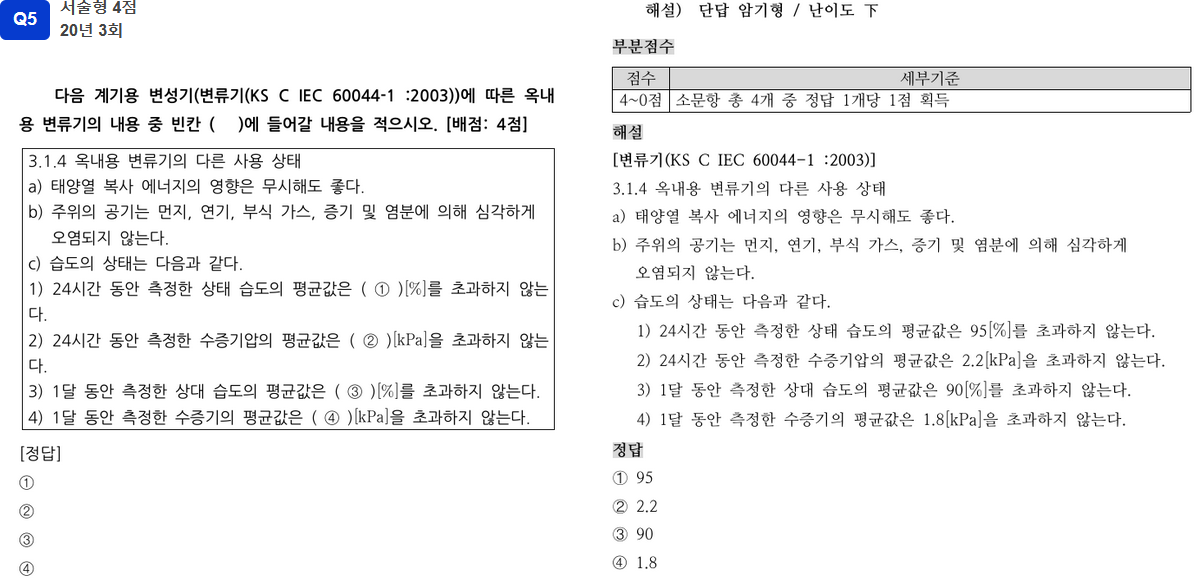 Q5
서술형 4점
20년 3회
다음 계기용 변성기(변류기(KS C IEC 60044-1 :2003))에 따른 옥내
용 변류기의 내용 중 빈칸 (   )에 들어갈 내용을 적으시오. [배점: 4점]
3.1.4 옥내용 변류기의 다른 사용 상태
a) 태양열 복사 에너지의 영향은 무시해도 좋다.
b) 주위의 공기는 먼지, 연기, 부식 가스, 증기 및 염분에 의해 심각하게
오염되지 않는다.
c) 습도의 상태는 다음과 같다.
1) 24시간 동안 측정한 상태 습도의 평균값은 ( ① )[%]를 초과하지 않는
다.
2) 24시간 동안 측정한 수증기압의 평균값은 ( ② )[kPa]을 초과하지 않는
다.
3) 1달 동안 측정한 상대 습도의 평균값은 ( ③ )[%]를 초과하지 않는다.
4) 1달 동안 측정한 수증기의 평균값은 ( ④ )[kPa]을 초과하지 않는다.
[정답]
①
②
③
④
해설) 단답 암기형 / 난이도 下
부분점수
점수 세부기준
4~0점 소문항 총 4개 중 정답 1개당 1점 획득
해설
[변류기(KS C IEC 60044-1 :2003)]
3.1.4 옥내용 변류기의 다른 사용 상태
a) 태양열 복사 에너지의 영향은 무시해도 좋다.
b) 주위의 공기는 먼지, 연기, 부식 가스, 증기 및 염분에 의해 심각하게
오염되지 않는다.
c) 습도의 상태는 다음과 같다.
1) 24시간 동안 측정한 상태 습도의 평균값은 95[%]를 초과하지 않는다.
2) 24시간 동안 측정한 수증기압의 평균값은 2.2[kPa]을 초과하지 않는다.
3) 1달 동안 측정한 상대 습도의 평균값은 90[%]를 초과하지 않는다.
4) 1달 동안 측정한 수증기의 평균값은 1.8[kPa]을 초과하지 않는다.
정답
① 95
② 2.2
③ 90
④ 1.8